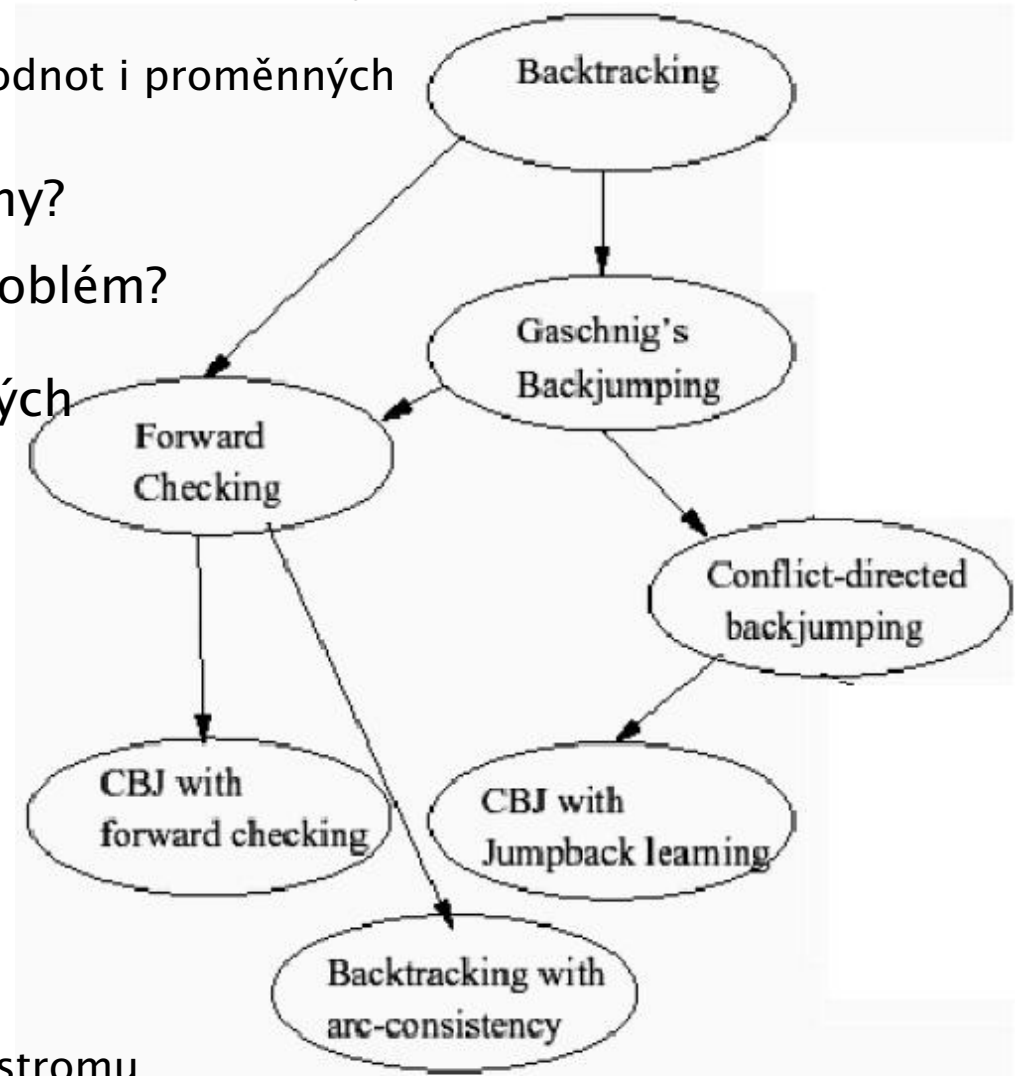 Backtracking
odnot i proměnných
ny?
oblém?
Gaschnig's
Backjumping
ých
Forward
Checking
Conflict-directed
backjumping
CBJ with
forward checking
CBJ with
Jumpback learning
Backtracking with
arc-consistency
stromu